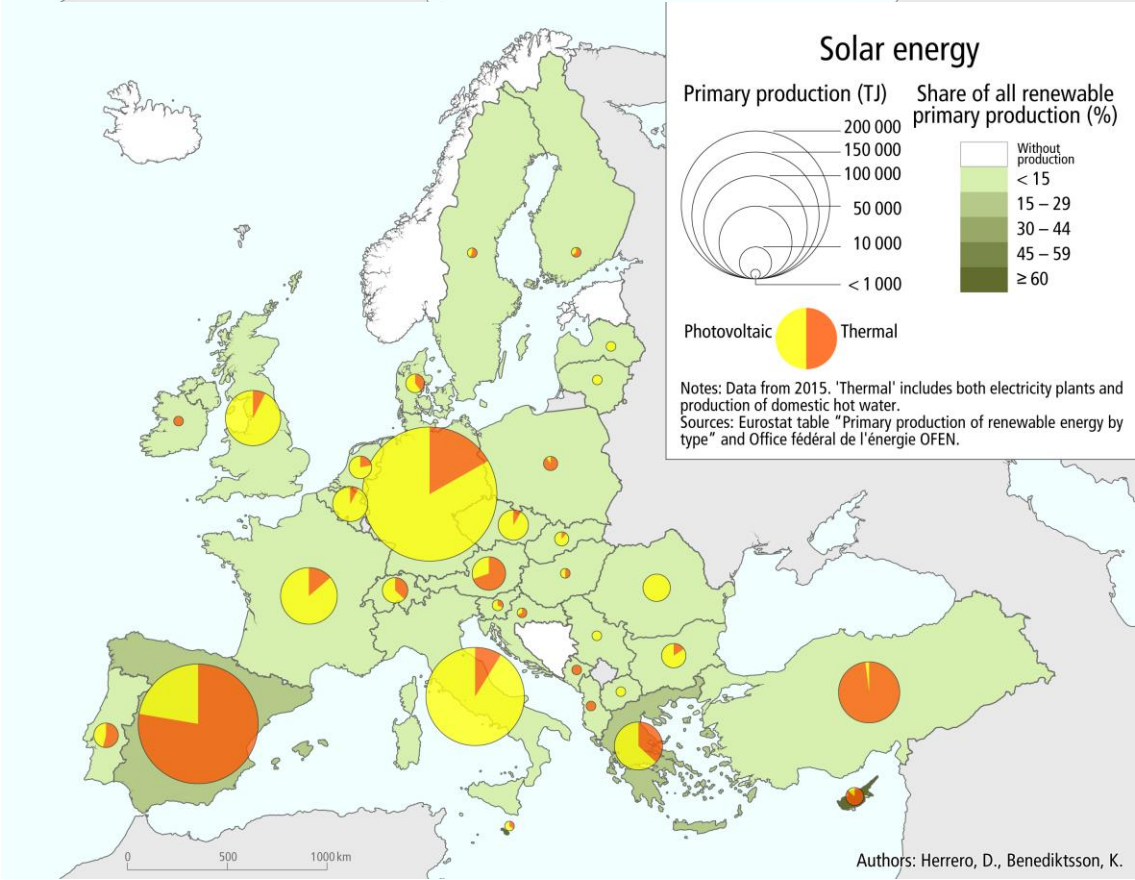 Solar energy
Primary production (TJ)
200 000
150 000
100 000
50 000
10 000
< 1 000
Share of all renewable
primary production (%)
Without
production
< 15
15 – 29
30 – 44
45 – 59
≥ 60
Photovoltaic
Thermal
Notes: Data from 2015. 'Thermal' includes both electricity plants and
production of domestic hot water.
Sources: Eurostat table “Primary production of renewable energy by
type” and Office fédéral de l'énergie OFEN.
0 500 1000 km
Authors: Herrero, D., Benediktsson, K.